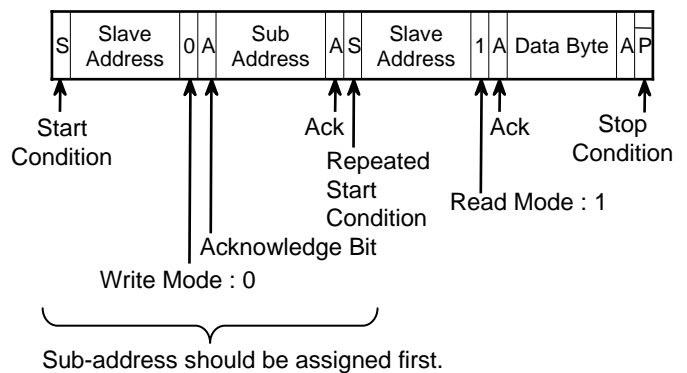 S Slave Address 0 A Sub Address A S Slave Address 1 A Data Byte A P
Start Condition
Ack
Repeated Start Condition
Ack
Stop Condition
Read Mode : 1
Acknowledge Bit
Write Mode : 0
Sub-address should be assigned first.